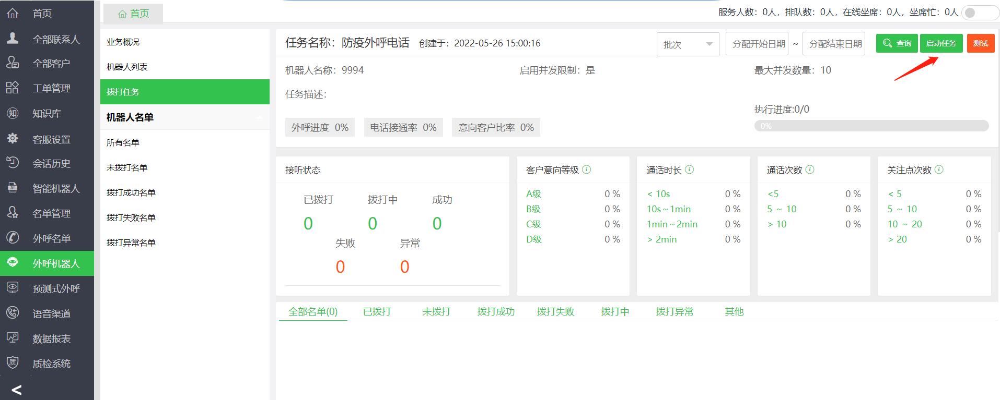 首页
全部联系人
全部客户
工单管理
知识库
客服设置
会话历史
智能机器人
名单管理
外呼名单
外呼机器人
预测式外呼
语音渠道
数据报表
质检系统
<
首页
服务人数：0人，排队数：0人，在线坐席：0人，坐席忙：0人
业务概况
机器人列表
拨打任务
机器人名单
所有名单
未拨打名单
拨打成功名单
拨打失败名单
拨打异常名单
任务名称：防疫外呼电话 创建于：2022-05-26 15:00:16
批次 分配开始日期 ~ 分配结束日期 查询 启动任务 测试
机器人名称：9994 启用并发限制：是 最大并发数量：10
任务描述：
执行进度:0/0
外呼进度 0% 电话接通率 0% 意向客户比率 0%
0%
接听状态
已拨打 拨打中 成功
0 0 0
失败 异常
0 0
客户意向等级
A级 0 %
B级 0 %
C级 0 %
D级 0 %
通话时长
< 10s 0 %
10s ~ 1min 0 %
1min ~ 2min 0 %
> 2min 0 %
通话次数
<5 0 %
5 ~ 10 0 %
> 10 0 %
关注点次数
< 5 0 %
5 ~ 10 0 %
10 ~ 20 0 %
> 20 0 %
全部名单(0) 已拨打 未拨打 拨打成功 拨打失败 拨打中 拨打异常 其他